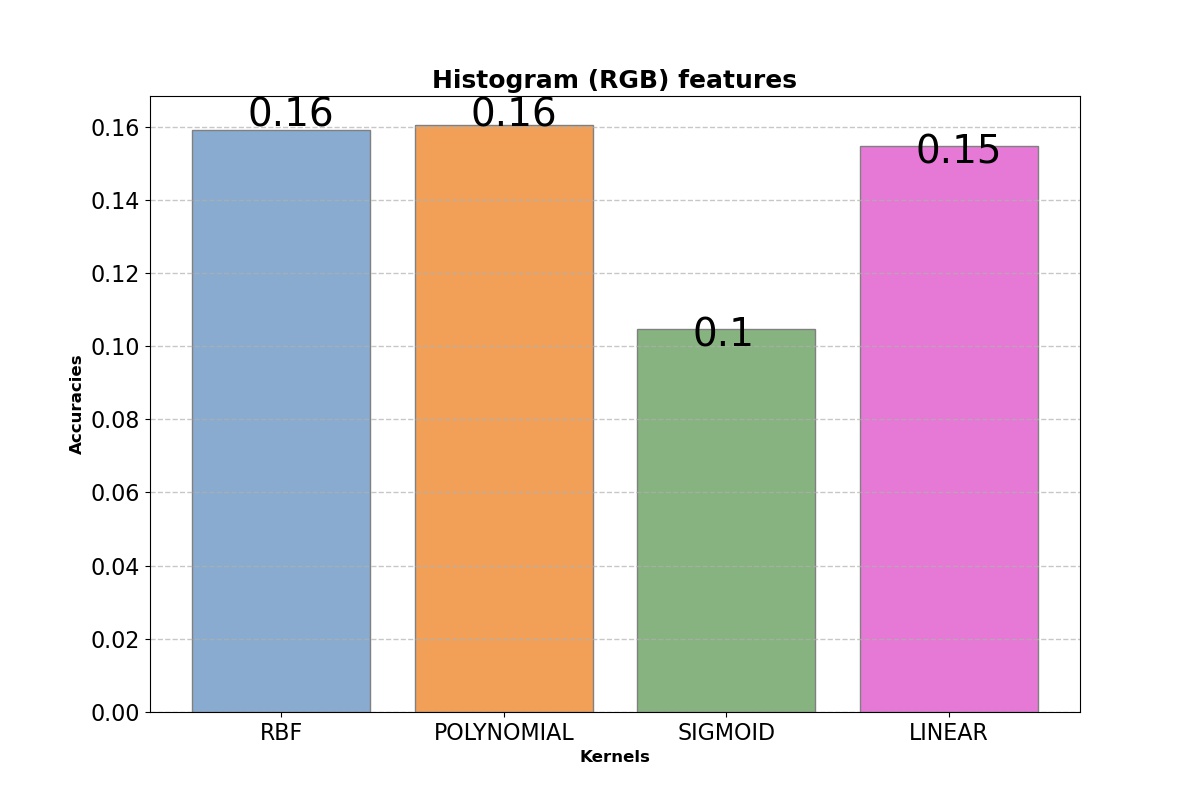 Histogram (RGB) features
0.16 0.16 0.1 0.15
Accuracies
0.16
0.14
0.12
0.10
0.08
0.06
0.04
0.02
0.00
RBF POLYNOMIAL SIGMOID LINEAR
Kernels